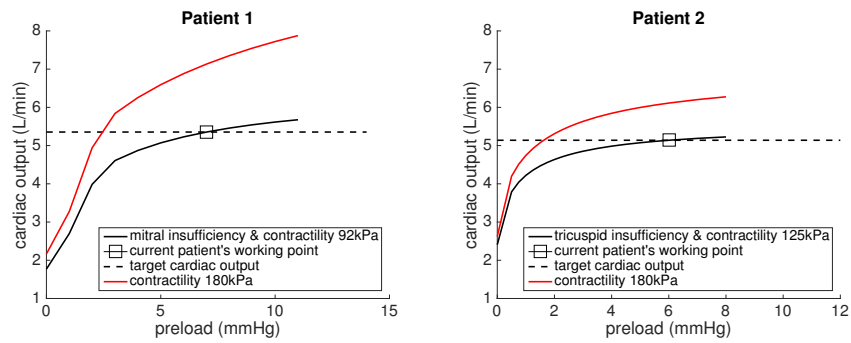 Patient 1
8
7
6
5
4
3
2
1
cardiac output (L/min)
mitral insufficiency & contractility 92kPa
current patient's working point
target cardiac output
contractility 180kPa
0 5 10 15
preload (mmHg)
Patient 2
8
7
6
5
4
3
2
1
cardiac output (L/min)
tricuspid insufficiency & contractility 125kPa
current patient's working point
target cardiac output
contractility 180kPa
0 2 4 6 8 10 12
preload (mmHg)